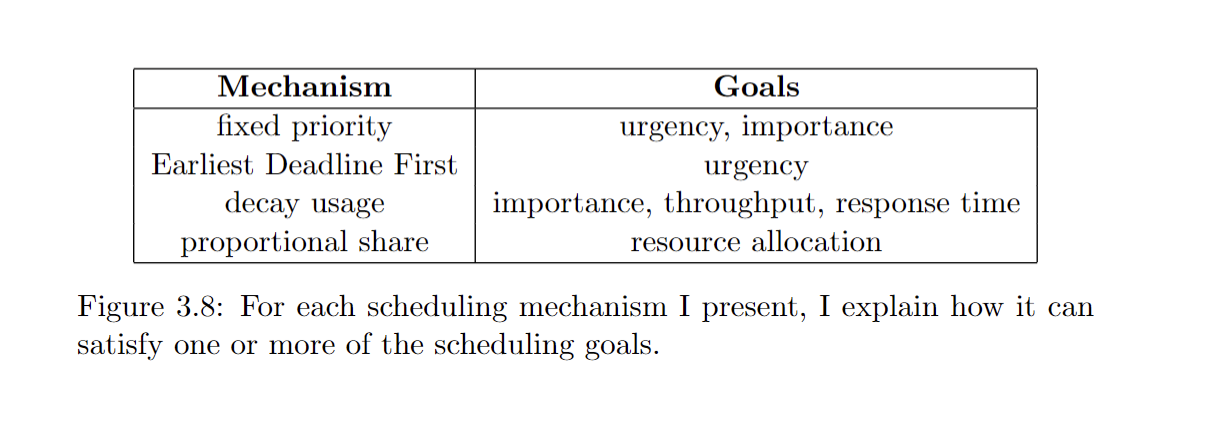 Mechanism Goals
fixed priority urgency, importance
Earliest Deadline First urgency
decay usage importance, throughput, response time
proportional share resource allocation
Figure 3.8: For each scheduling mechanism I present, I explain how it can
satisfy one or more of the scheduling goals.